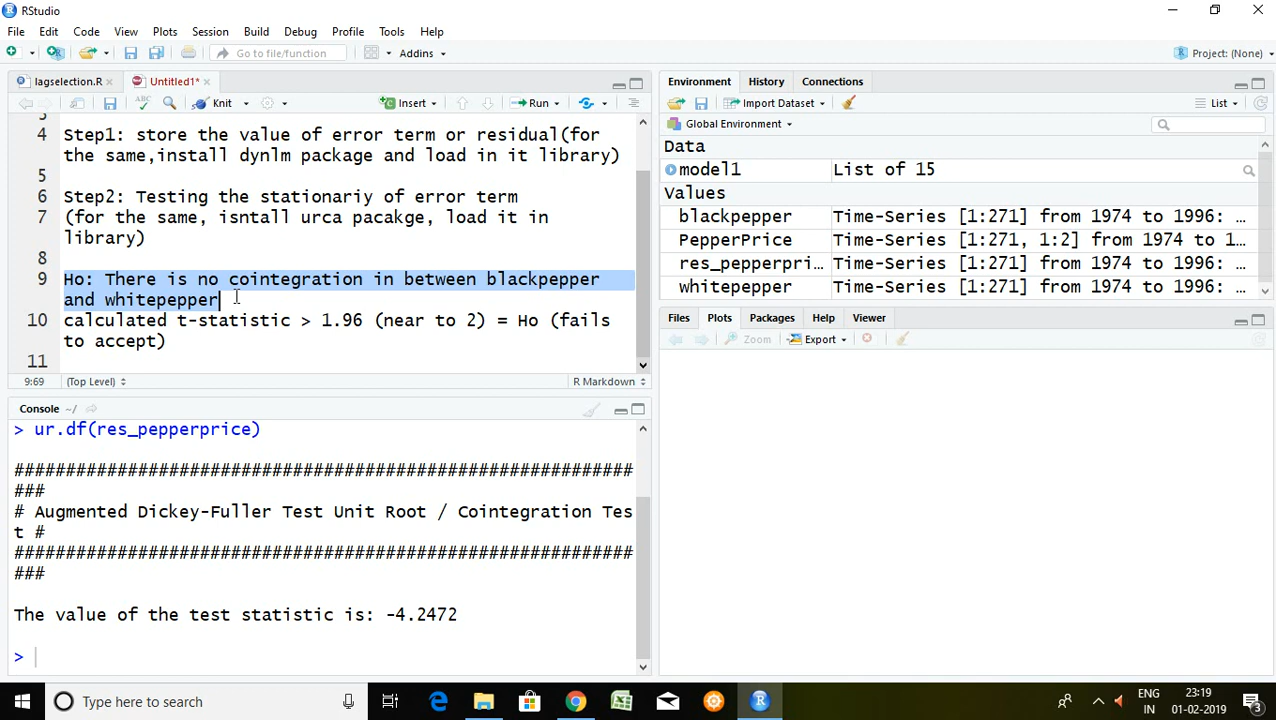 RStudio
File Edit Code View Plots Session Build Debug Profile Tools Help
Go to file/function Addins Project: (None)
lagselection.R Untitled1*
Knit Insert Run
3
4 Step1: store the value of error term or residual(for
the same,install dynlm package and load in it library)
5
6 Step2: Testing the stationariy of error term
7 (for the same, isntall urca pacakge, load it in
library)
8
9 Ho: There is no cointegration in between blackpepper
and whitepepper
10 calculated t-statistic > 1.96 (near to 2) = Ho (fails
to accept)
11
9:69 (Top Level) R Markdown
Console ~/
> ur.df(res_pepperprice)
###############################################################
###
# Augmented Dickey-Fuller Test Unit Root / Cointegration Tes
t #
###############################################################
###
The value of the test statistic is: -4.2472
>
Environment History Connections
Import Dataset List
Global Environment
Data
model1 List of 15
Values
blackpepper Time-Series [1:271] from 1974 to 1996: ...
PepperPrice Time-Series [1:271, 1:2] from 1974 to 1...
res_pepperpri... Time-Series [1:271] from 1974 to 1996: ...
whitepepper Time-Series [1:271] from 1974 to 1996: ...
Files Plots Packages Help Viewer
Zoom Export
Type here to search
ENG 23:19
IN 01-02-2019
3